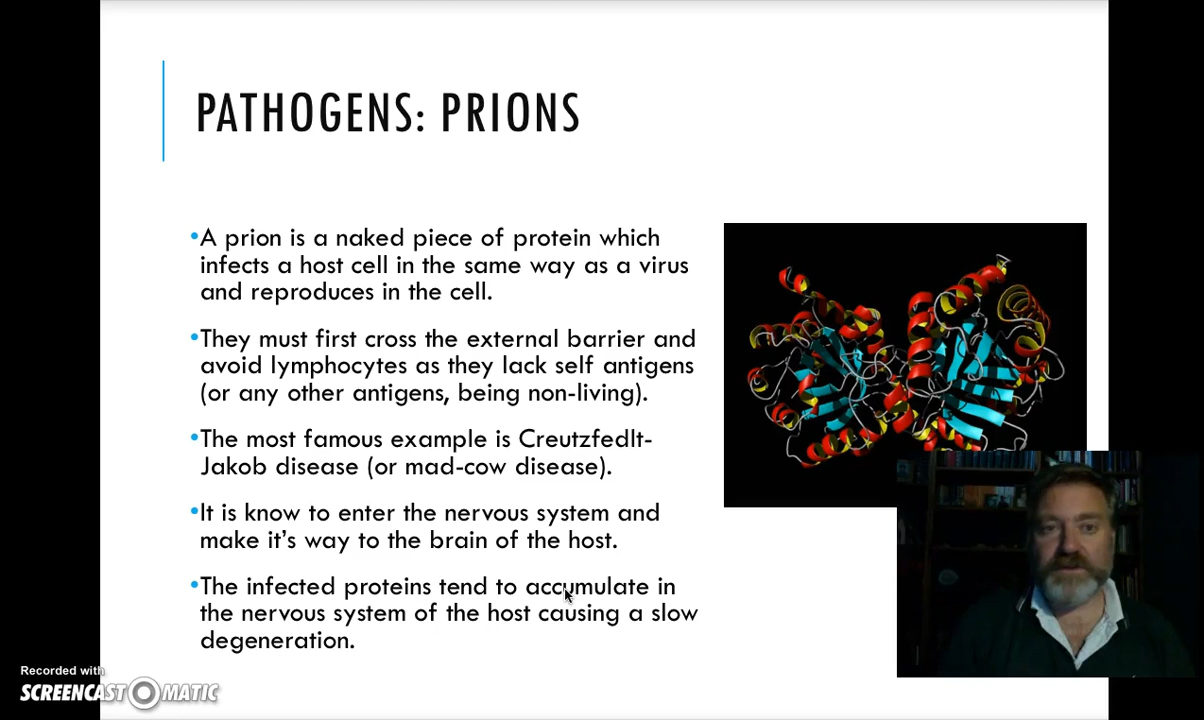 PATHOGENS: PRIONS
•A prion is a naked piece of protein which
infects a host cell in the same way as a virus
and reproduces in the cell.
•They must first cross the external barrier and
avoid lymphocytes as they lack self antigens
(or any other antigens, being non-living).
•The most famous example is Creutzfedlt-
Jakob disease (or mad-cow disease).
•It is know to enter the nervous system and
make it's way to the brain of the host.
•The infected proteins tend to accumulate in
the nervous system of the host causing a slow
degeneration.
Recorded with
SCREENCAST MATIC